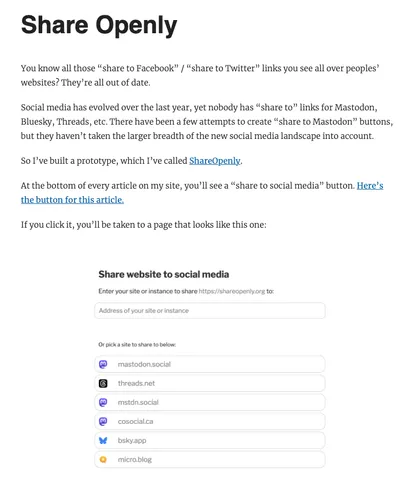 Share Openly
You know all those “share to Facebook” / “share to Twitter” links you see all over peoples’
websites? They’re all out of date.
Social media has evolved over the last year, yet nobody has “share to” links for Mastodon,
Bluesky, Threads, etc. There have been a few attempts to create “share to Mastodon” buttons,
but they haven’t taken the larger breadth of the new social media landscape into account.
So I’ve built a prototype, which I’ve called ShareOpenly.
At the bottom of every article on my site, you’ll see a “share to social media” button. Here’s
the button for this article.
If you click it, you’ll be taken to a page that looks like this one:
Share website to social media
Enter your site or instance to share https://shareopenly.org to:
Address of your site or instance
Or pick a site to share to below:
mastodon.social
threads.net
mstdn.social
cosocial.ca
bsky.app
micro.blog